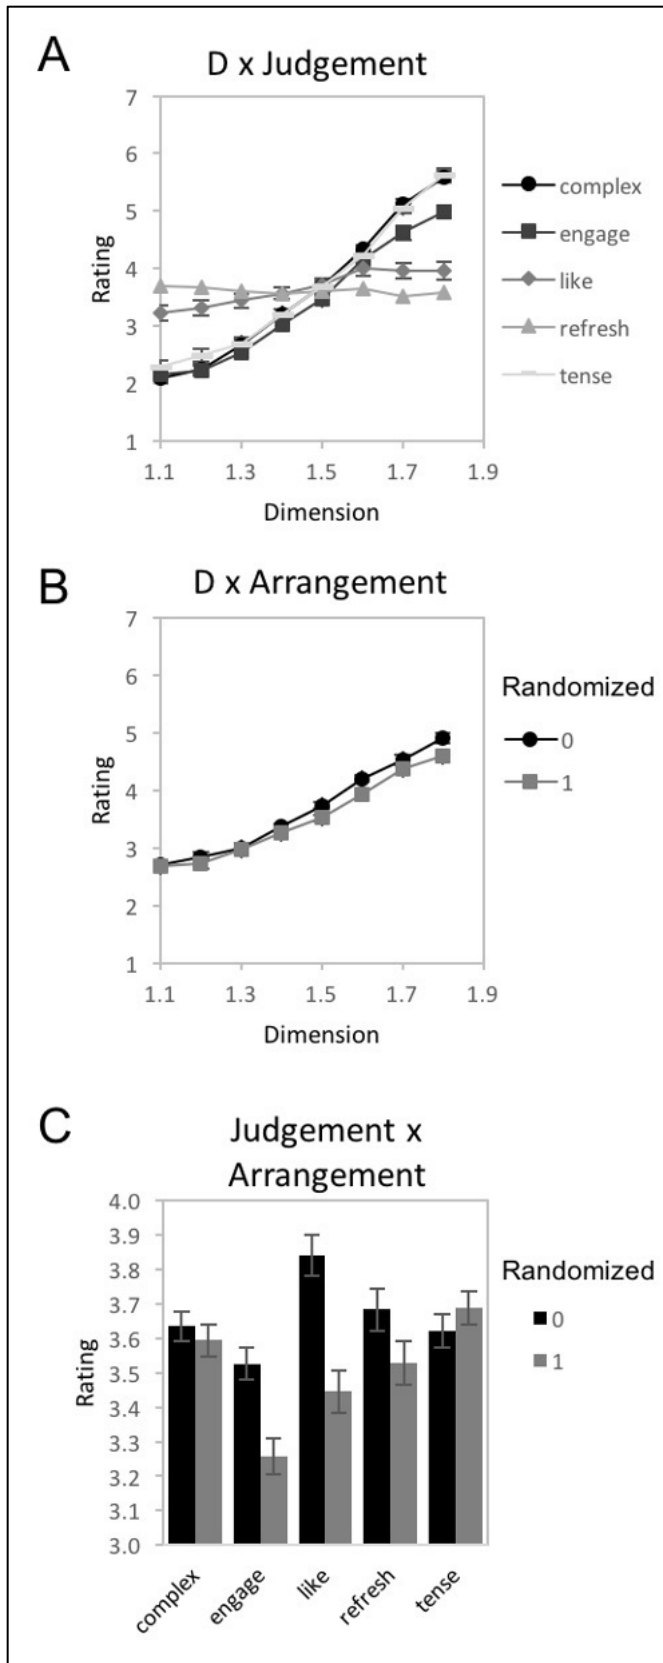 A
D x Judgement
7
6
5
4
3
2
1
Rating
1.1 1.3 1.5 1.7 1.9
Dimension
complex
engage
like
refresh
tense
B
D x Arrangement
7
6
5
4
3
2
1
Rating
1.1 1.3 1.5 1.7 1.9
Dimension
Randomized
0
1
C
Judgement x
Arrangement
4.0
3.9
3.8
3.7
3.6
3.5
3.4
3.3
3.2
3.1
3.0
Rating
complex engage like refresh tense
Randomized
0
1